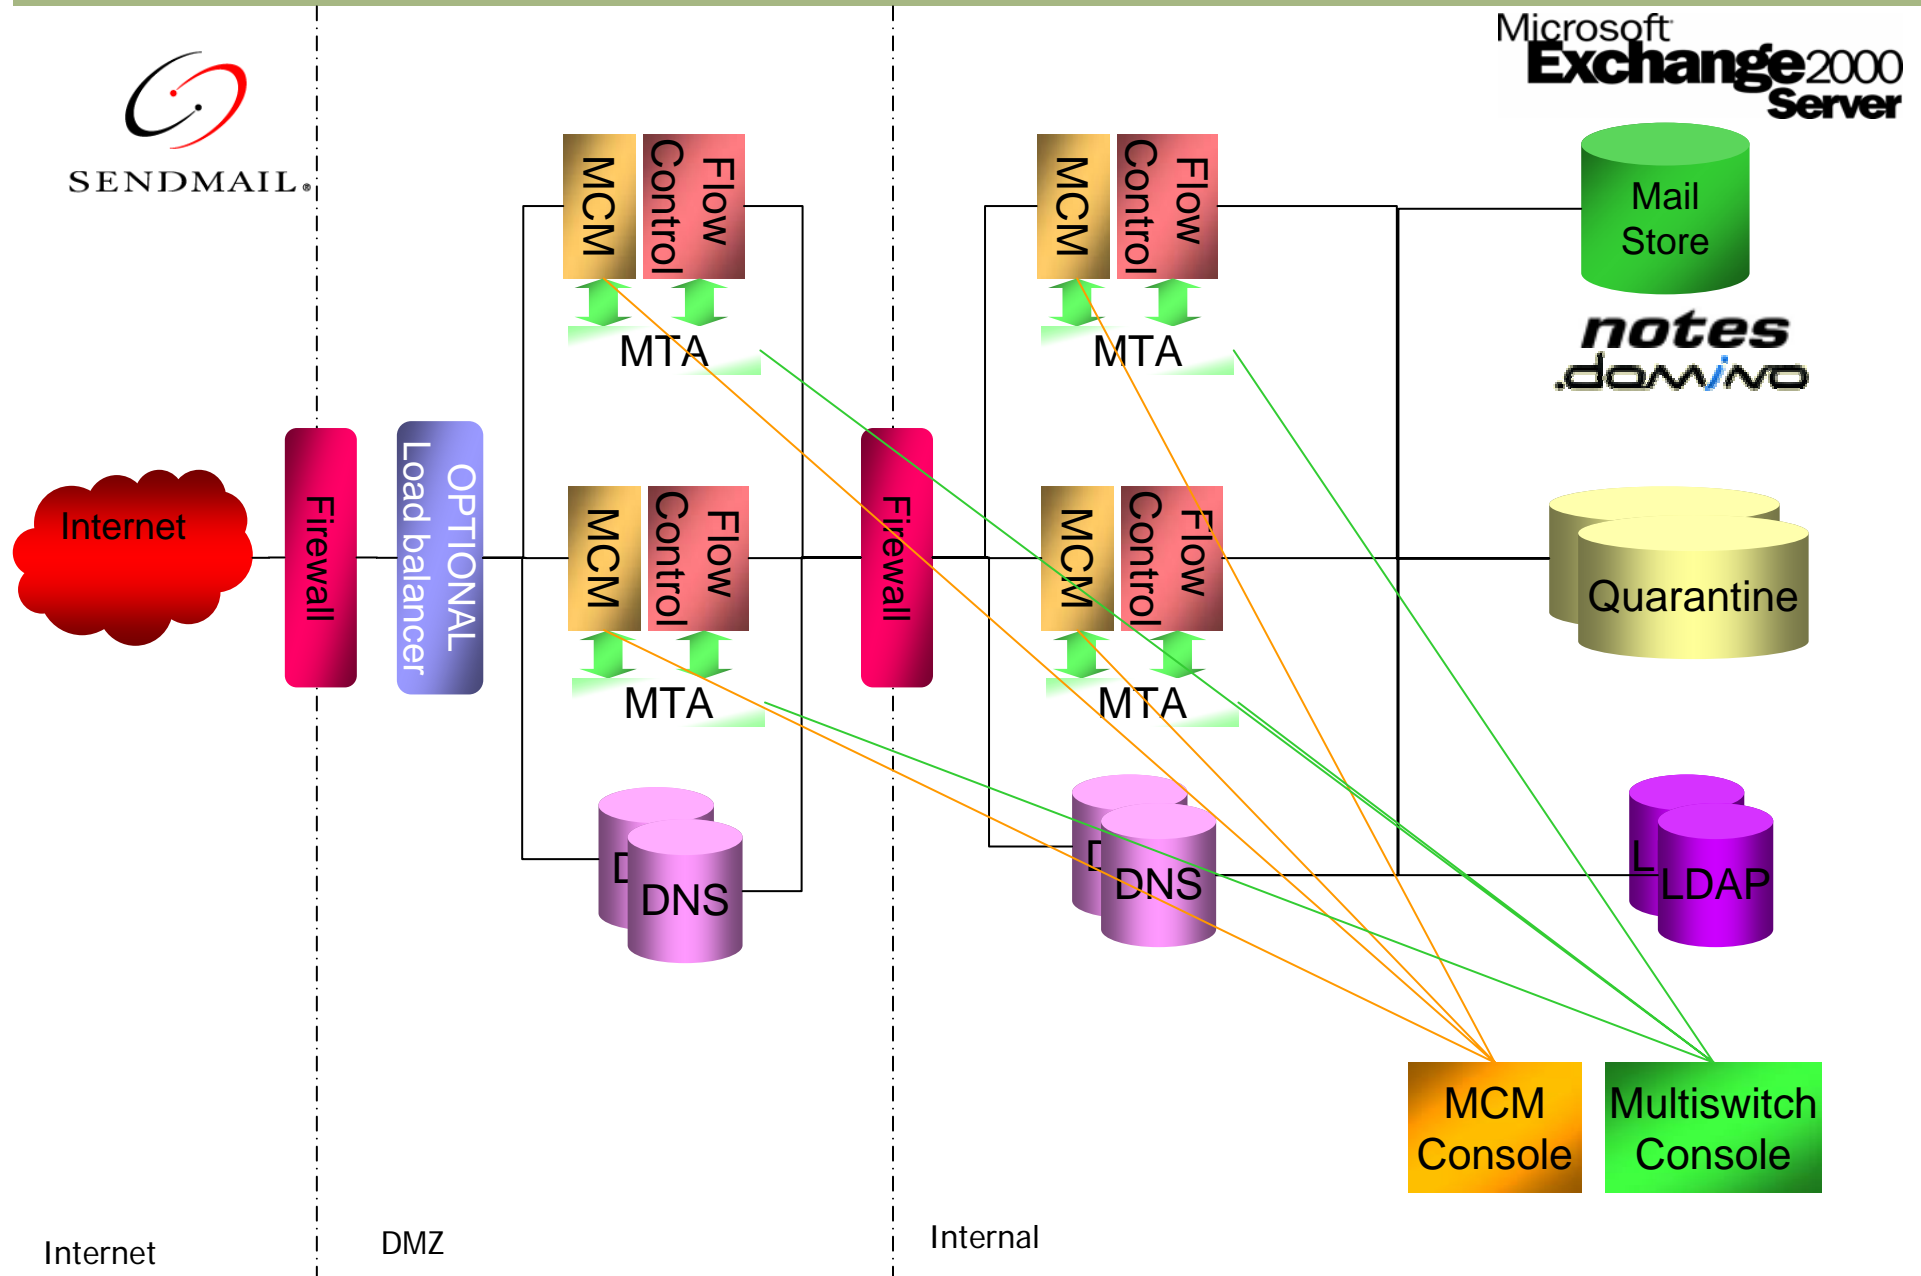 Microsoft
Exchange2000
Server
SENDMAIL®
MCM
Flow
Control
MTA
MCM
Flow
Control
MTA
Mail
Store
notes
.domino
Internet
Firewall
OPTIONAL
Load balancer
MCM
Flow
Control
MTA
Firewall
MCM
Flow
Control
MTA
Quarantine
D
DNS
D
DNS
L
LDAP
MCM
Console
Multiswitch
Console
Internet
DMZ
Internal